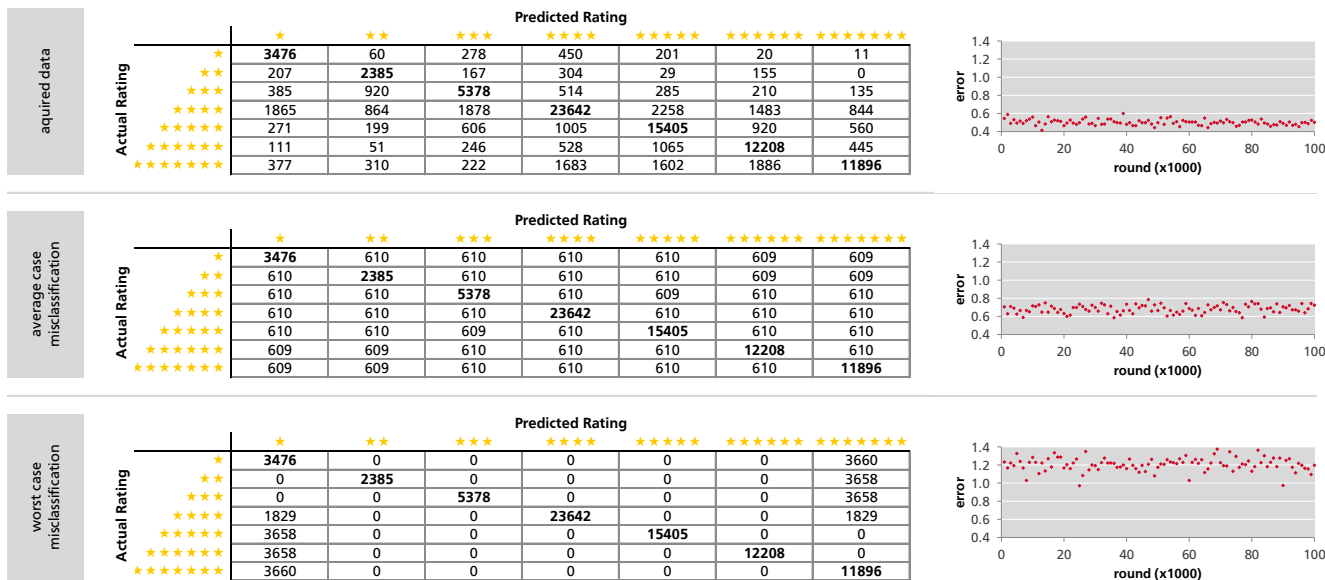 aquired data
Predicted Rating
★ ★★ ★★★ ★★★★ ★★★★★ ★★★★★★ ★★★★★★★
Actual Rating
★ 3476 60 278 450 201 20 11
★★ 207 2385 167 304 29 155 0
★★★ 385 920 5378 514 285 210 135
★★★★ 1865 864 1878 23642 2258 1483 844
★★★★★ 271 199 606 1005 15405 920 560
★★★★★★ 111 51 246 528 1065 12208 445
★★★★★★★ 377 310 222 1683 1602 1886 11896
error
1.4
1.2
1.0
0.8
0.6
0.4
0 20 40 60 80 100
round (x1000)
average case
misclassification
Predicted Rating
★ ★★ ★★★ ★★★★ ★★★★★ ★★★★★★ ★★★★★★★
Actual Rating
★ 3476 610 610 610 610 609 609
★★ 610 2385 610 610 610 609 609
★★★ 610 610 5378 610 609 610 610
★★★★ 610 610 610 23642 610 610 610
★★★★★ 610 610 609 610 15405 610 610
★★★★★★ 609 609 610 610 610 12208 610
★★★★★★★ 609 609 610 610 610 610 11896
error
1.4
1.2
1.0
0.8
0.6
0.4
0 20 40 60 80 100
round (x1000)
worst case
misclassification
Predicted Rating
★ ★★ ★★★ ★★★★ ★★★★★ ★★★★★★ ★★★★★★★
Actual Rating
★ 3476 0 0 0 0 0 3660
★★ 0 2385 0 0 0 0 3658
★★★ 0 0 5378 0 0 0 3658
★★★★ 1829 0 0 23642 0 0 1829
★★★★★ 3658 0 0 0 15405 0 0
★★★★★★ 3658 0 0 0 0 12208 0
★★★★★★★ 3660 0 0 0 0 0 11896
error
1.4
1.2
1.0
0.8
0.6
0.4
0 20 40 60 80 100
round (x1000)